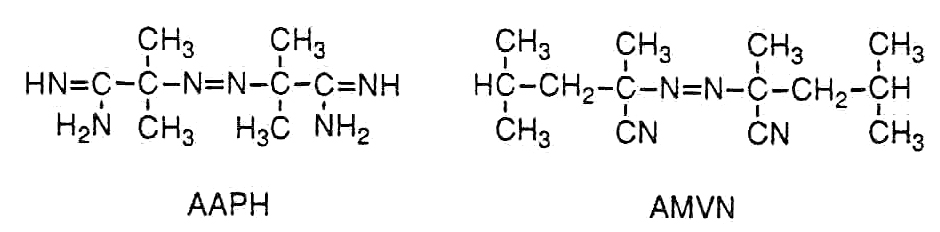 CH₃ CH₃
HN=C-C-N=N-C-C=NH
H₂N CH₃ H₃C NH₂
AAPH
CH₃ CH₃ CH₃ CH₃
HC-CH₂-C-N=N-C-CH₂-CH
CH₃ CN CN CH₃
AMVN